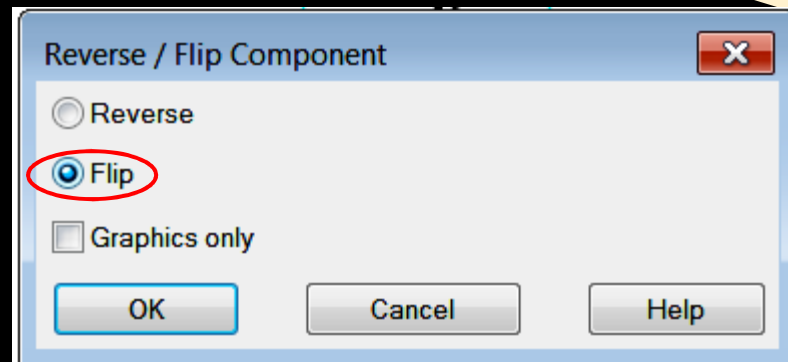 Reverse / Flip Component
Reverse
Flip
Graphics only
OK Cancel Help